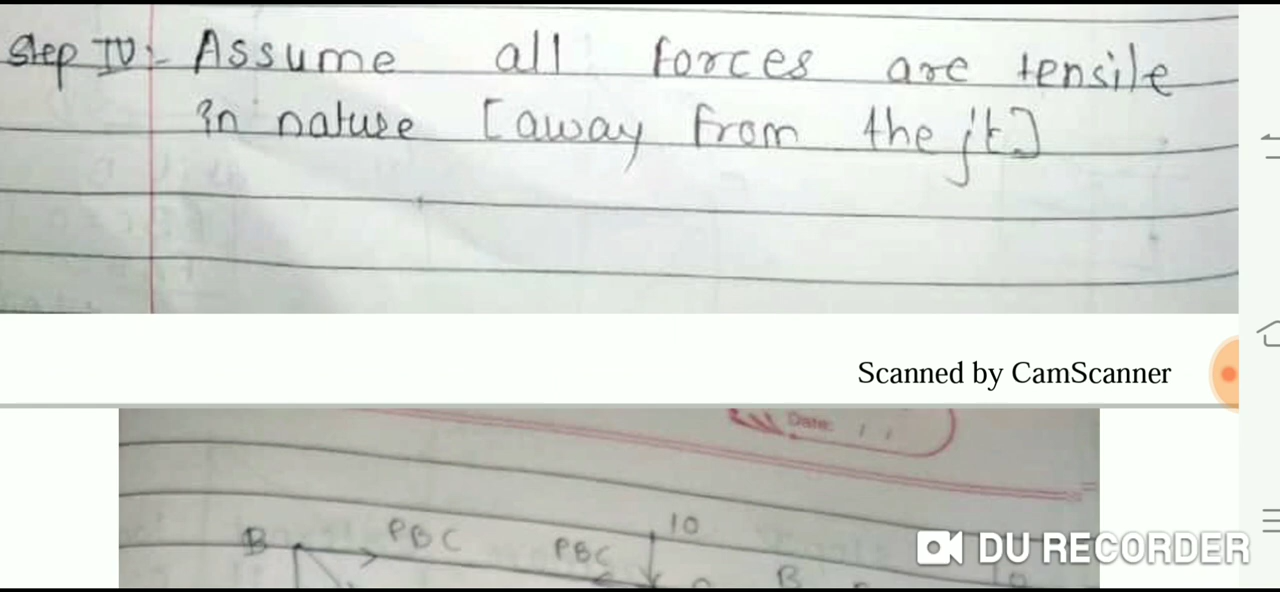 Step IV:- Assume all forces are tensile
in nature [away from the jt.]
Scanned by CamScanner
Date: / /
B PBC PBC 10
B
DU RECORDER